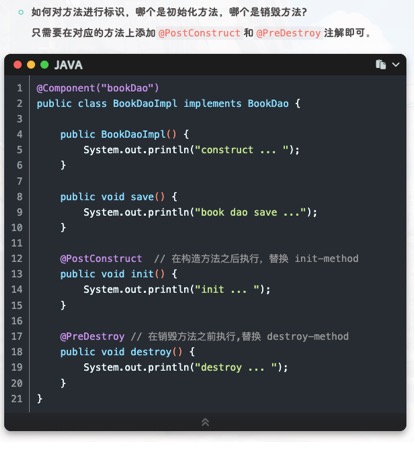 如何对方法进行标识，哪个是初始化方法，哪个是销毁方法？
只需要在对应的方法上添加 @PostConstruct 和 @PreDestroy 注解即可。
JAVA
1 @Component("bookDao")
2 public class BookDaoImpl implements BookDao {
3
4     public BookDaoImpl() {
5         System.out.println("construct ... ");
6     }
7
8     public void save() {
9         System.out.println("book dao save ...");
10     }
11
12     @PostConstruct  // 在构造方法之后执行，替换 init-method
13     public void init() {
14         System.out.println("init ... ");
15     }
16
17     @PreDestroy // 在销毁方法之前执行,替换 destroy-method
18     public void destroy() {
19         System.out.println("destroy ... ");
20     }
21 }